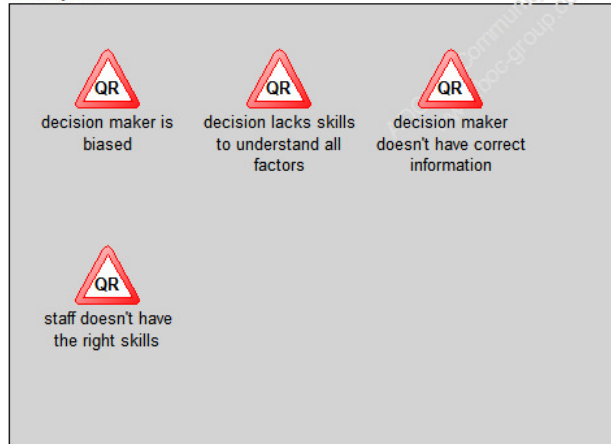 QR
decision maker is
biased
QR
decision lacks skills
to understand all
factors
QR
decision maker
doesn't have correct
information
QR
staff doesn't have
the right skills